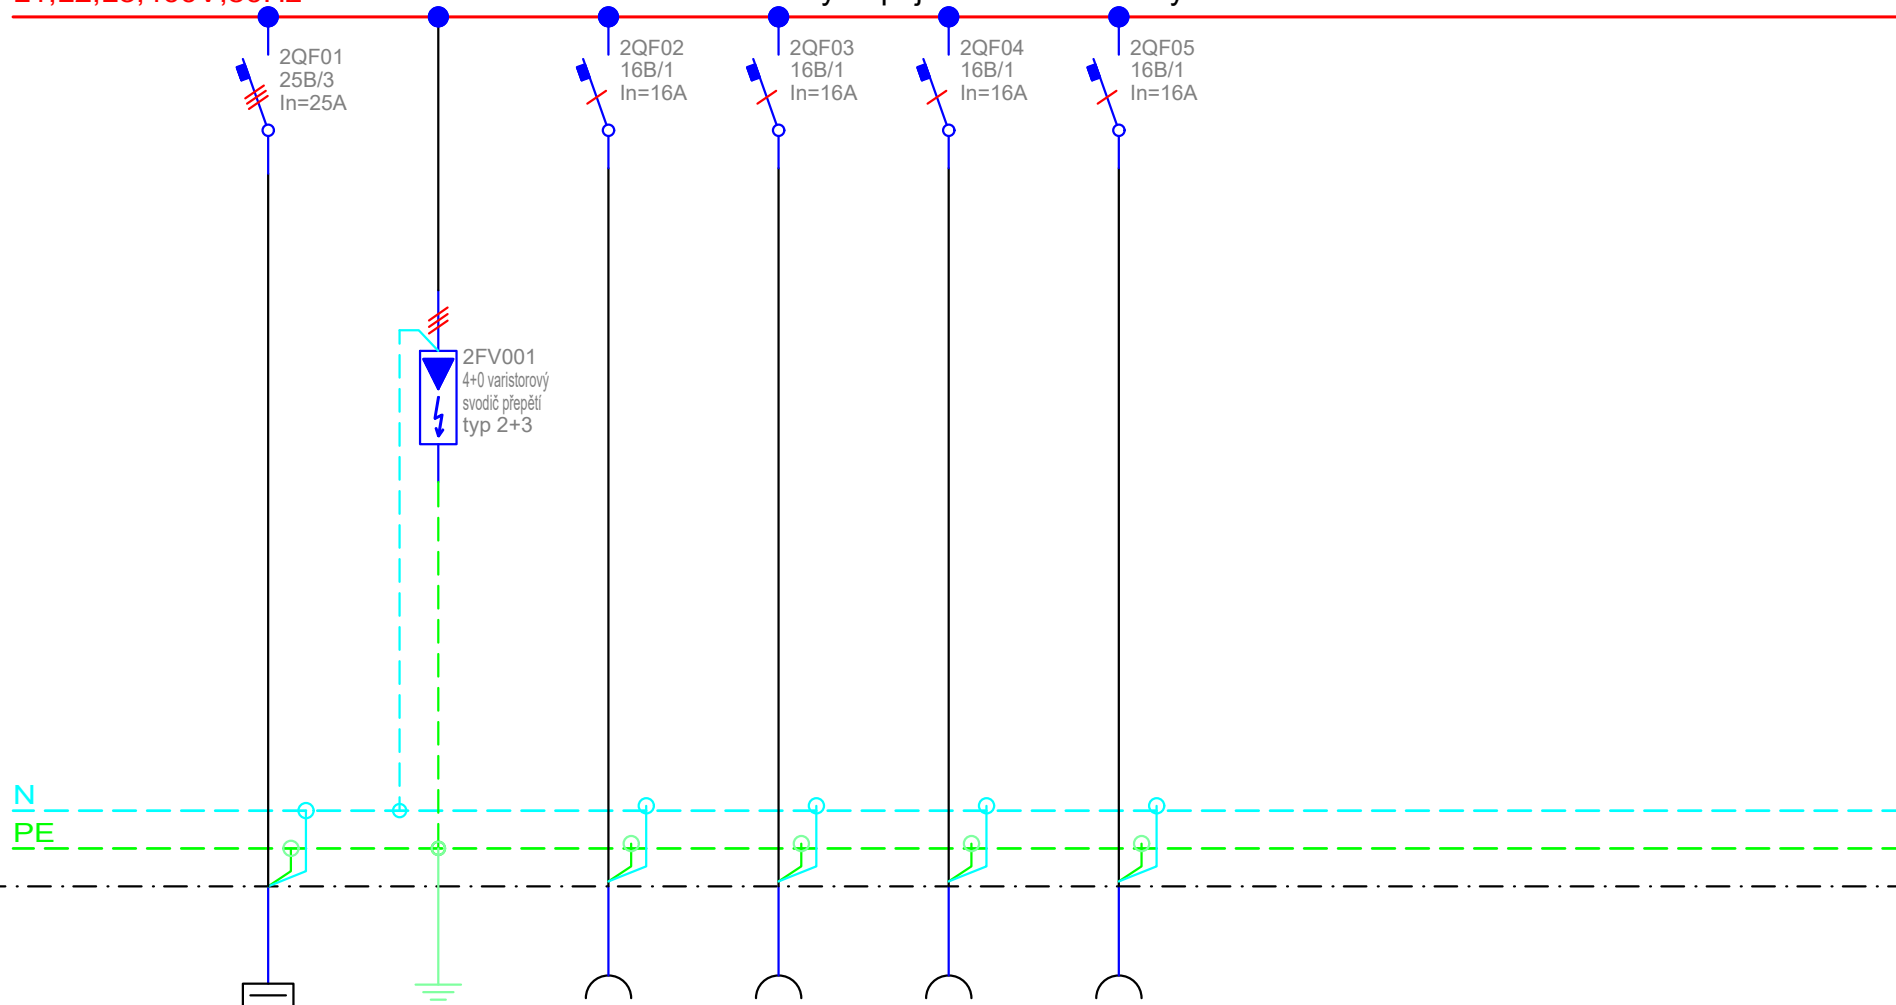 2QF01
25B/3
In=25A
2QF02
16B/1
In=16A
2QF03
16B/1
In=16A
2QF04
16B/1
In=16A
2QF05
16B/1
In=16A
2FV001
4+0 varistorový
svodič přepětí
typ 2+3
N
PE